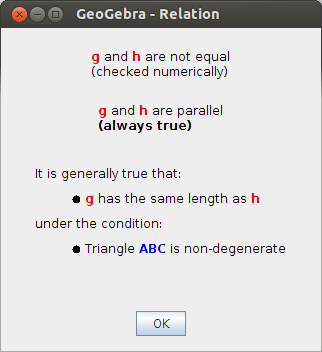 GeoGebra - Relation
g and h are not equal
(checked numerically)
g and h are parallel
(always true)
It is generally true that:
● g has the same length as h
under the condition:
● Triangle ABC is non-degenerate
OK